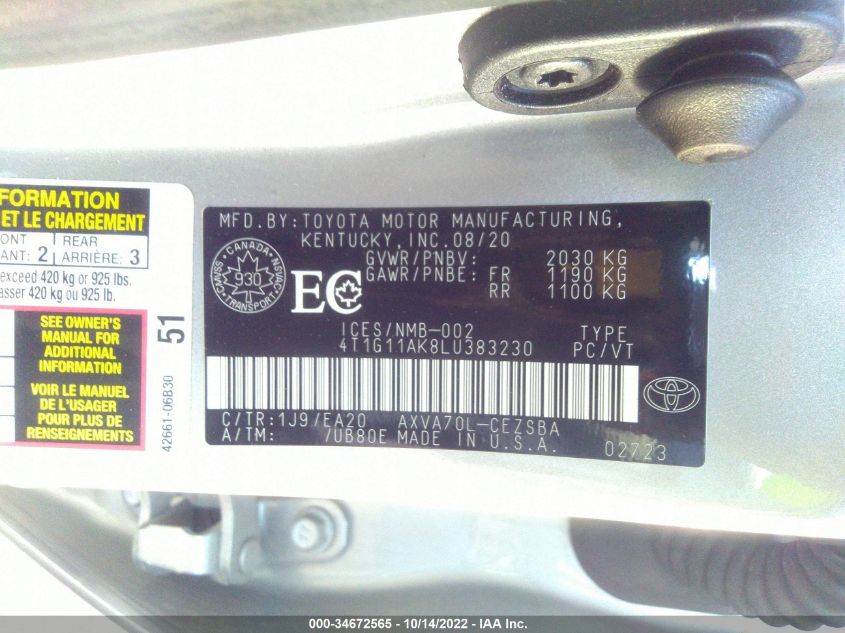 FORMATION
ET LE CHARGEMENT
ONT
ANT: 2
REAR
ARRIÈRE: 3
exceed 420 kg or 925 lbs.
asser 420 kg ou 925 lb.
SEE OWNER'S
MANUAL FOR
ADDITIONAL
INFORMATION
VOIR LE MANUEL
DE L'USAGER
POUR PLUS DE
RENSEIGNEMENTS
51
42661-06B30
MFD.BY:TOYOTA MOTOR MANUFACTURING,
KENTUCKY,INC.08/20
GVWR/PNBV: 2030 KG
GAWR/PNBE: FR 1190 KG
RR 1100 KG
CANADA
930
TRANSPORT
NSVAC
CMVSS
EC
ICES/NMB-002 TYPE
4T1G11AK8LU383230 PC/VT
C/TR:1J9/EA20 AXVA70L-CEZSBA
A/TM: /UB80E MADE IN U.S.A. 02723
000-34672565 - 10/14/2022 - IAA Inc.